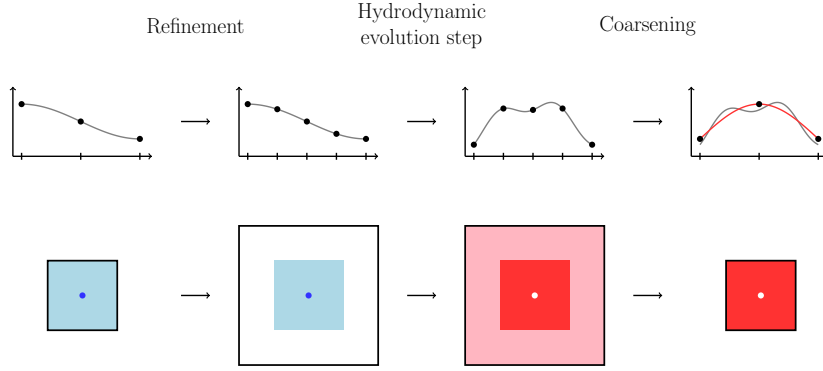 Refinement
Hydrodynamic
evolution step
Coarsening